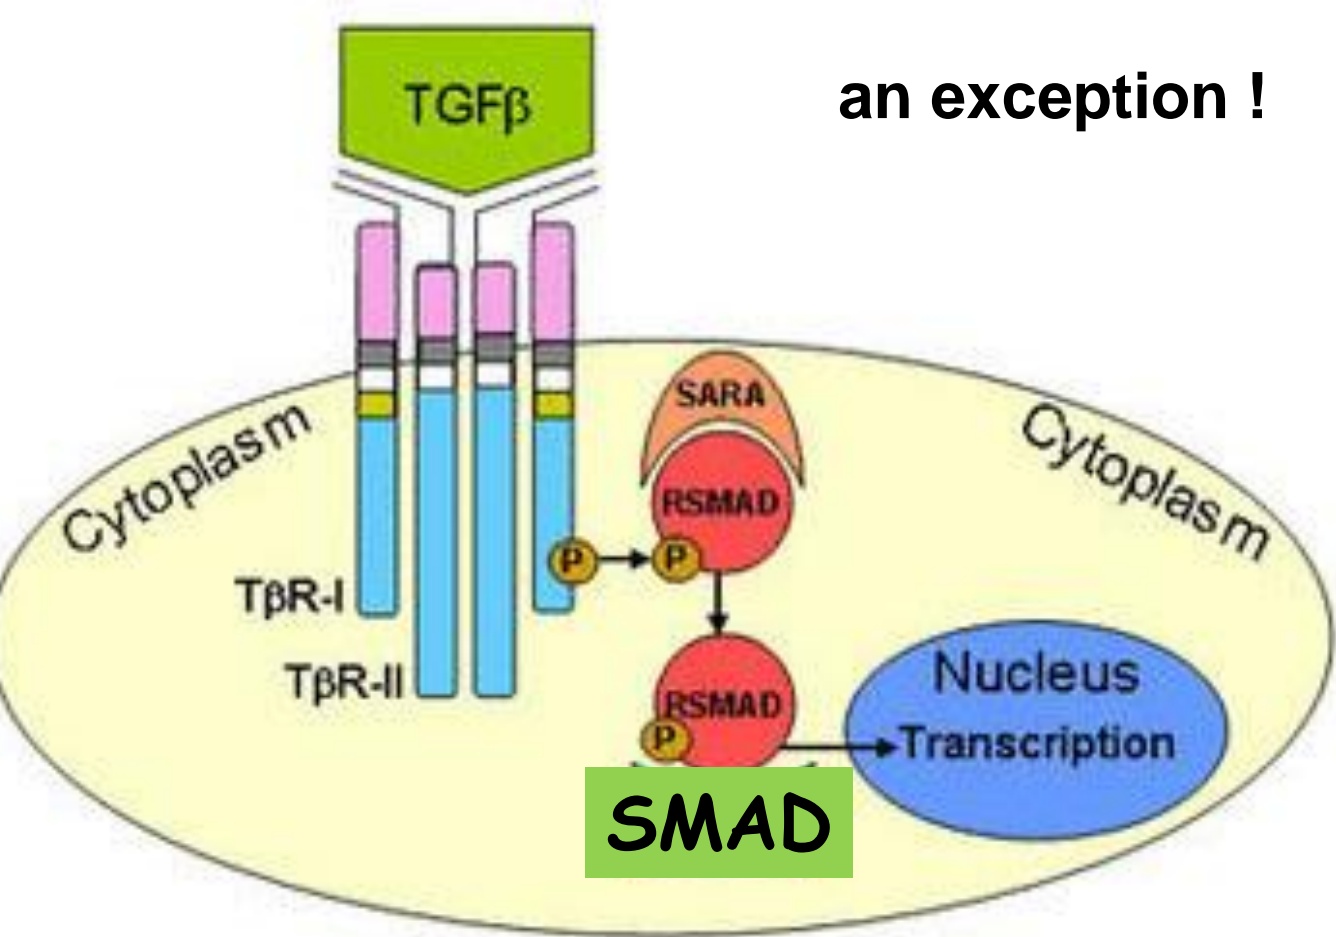 TGFβ
an exception !
Cytoplasm
Cytoplasm
SARA
RSMAD
P
P
TβR-I
TβR-II
RSMAD
P
Nucleus
Transcription
SMAD